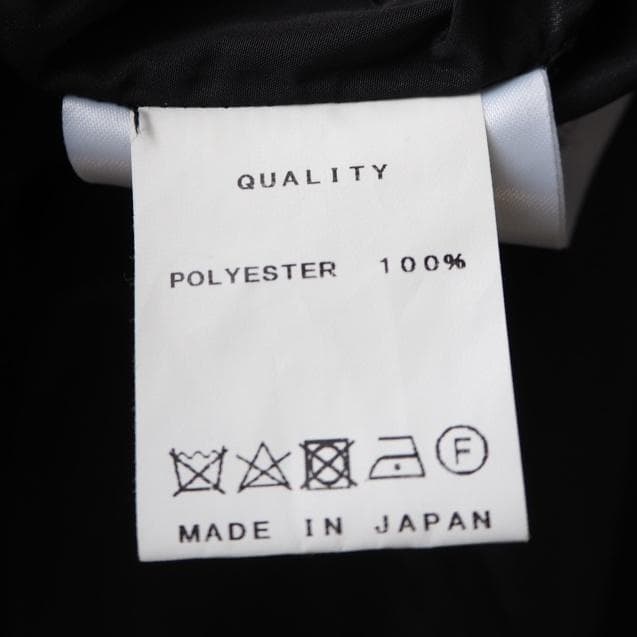 QUALITY
POLYESTER 100%
F
MADE IN JAPAN